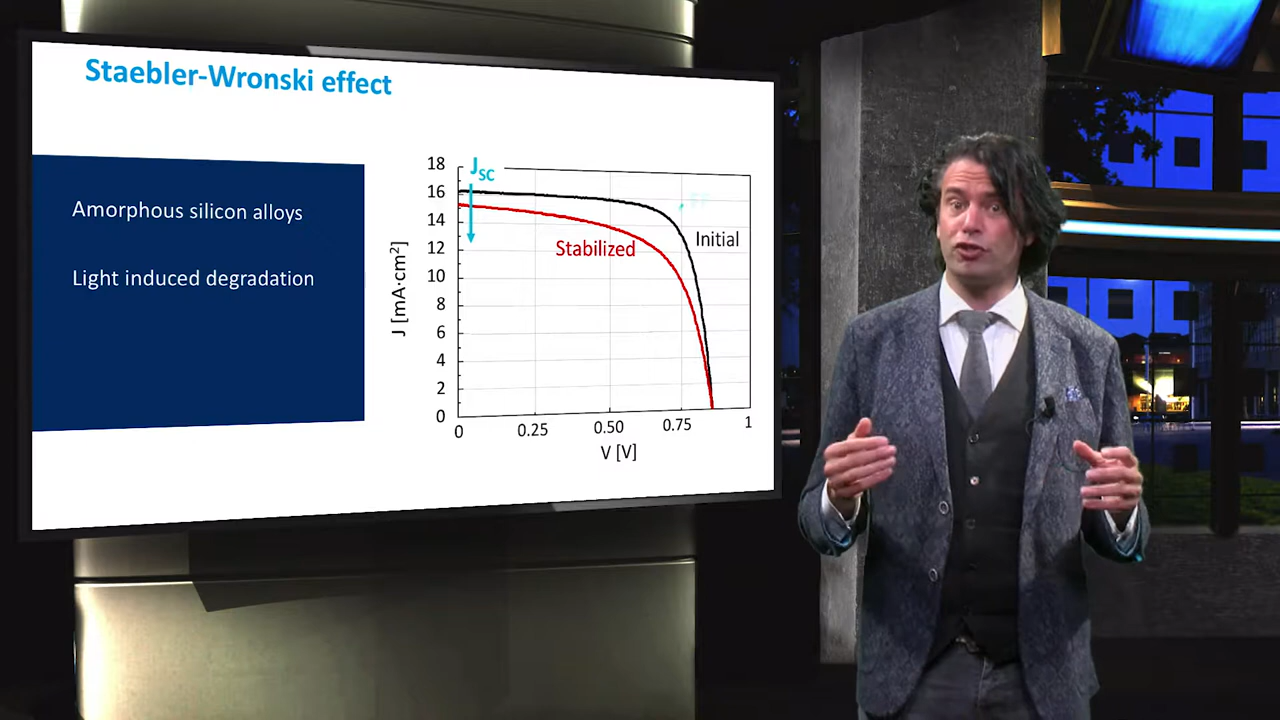 Staebler-Wronski effect
Amorphous silicon alloys
Light induced degradation
18
16
14
12
10
8
6
4
2
0
J [mA·cm²]
JSC
FF
Initial
Stabilized
0
0.25
0.50
0.75
1
V [V]